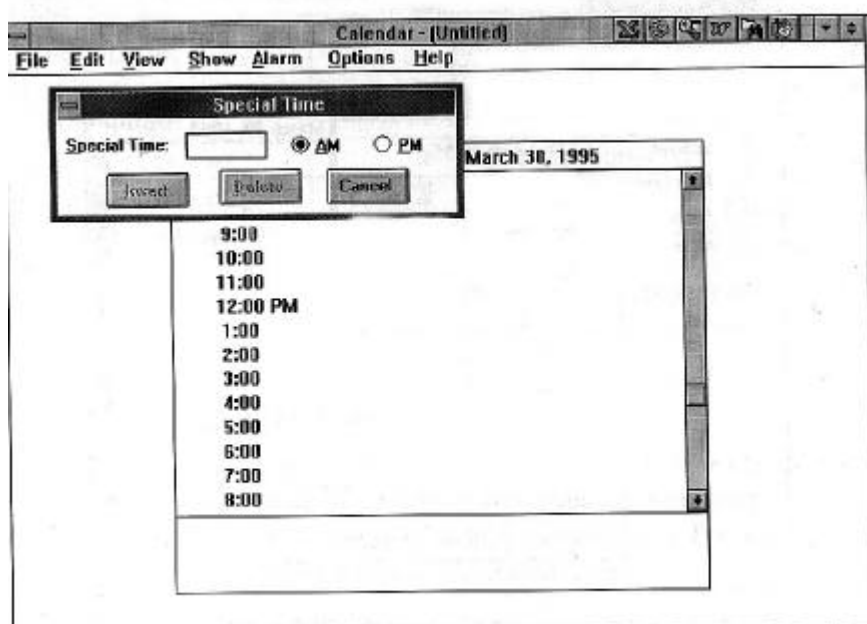 Calendar - [Untitled]
File Edit View Show Alarm Options Help
Special Time
Special Time: AM PM
Insert Delete Cancel
March 30, 1995
9:00
10:00
11:00
12:00 PM
1:00
2:00
3:00
4:00
5:00
6:00
7:00
8:00